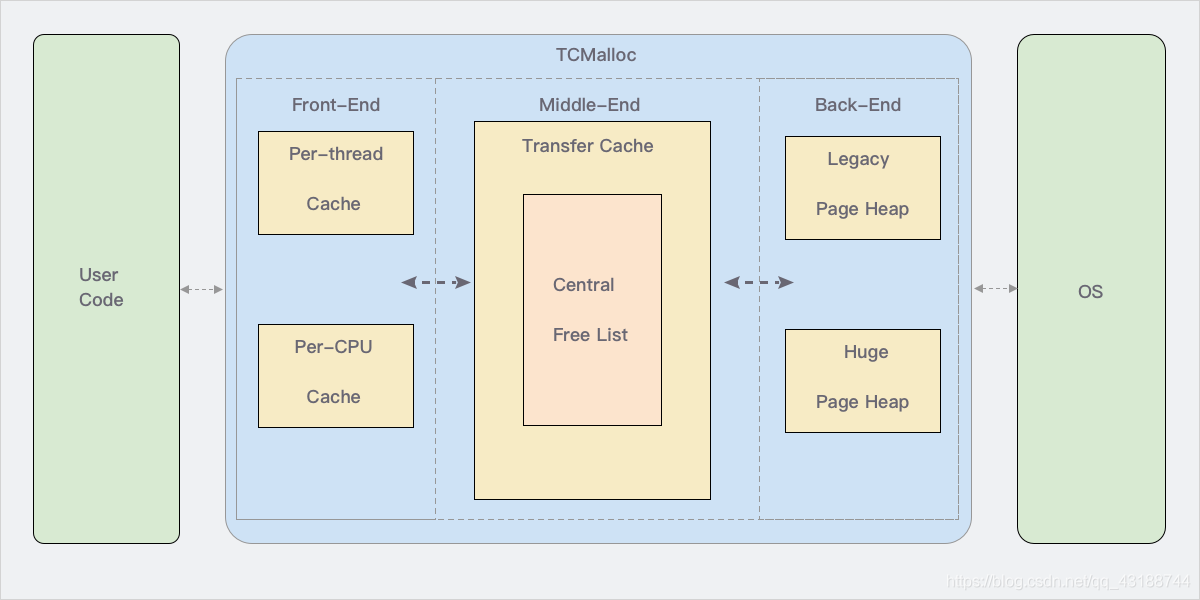 TCMalloc
Front-End
Middle-End
Back-End
Per-thread
Cache
Per-CPU
Cache
Transfer Cache
Central
Free List
Legacy
Page Heap
Huge
Page Heap
User
Code
OS
https://blog.csdn.net/qq_43188744